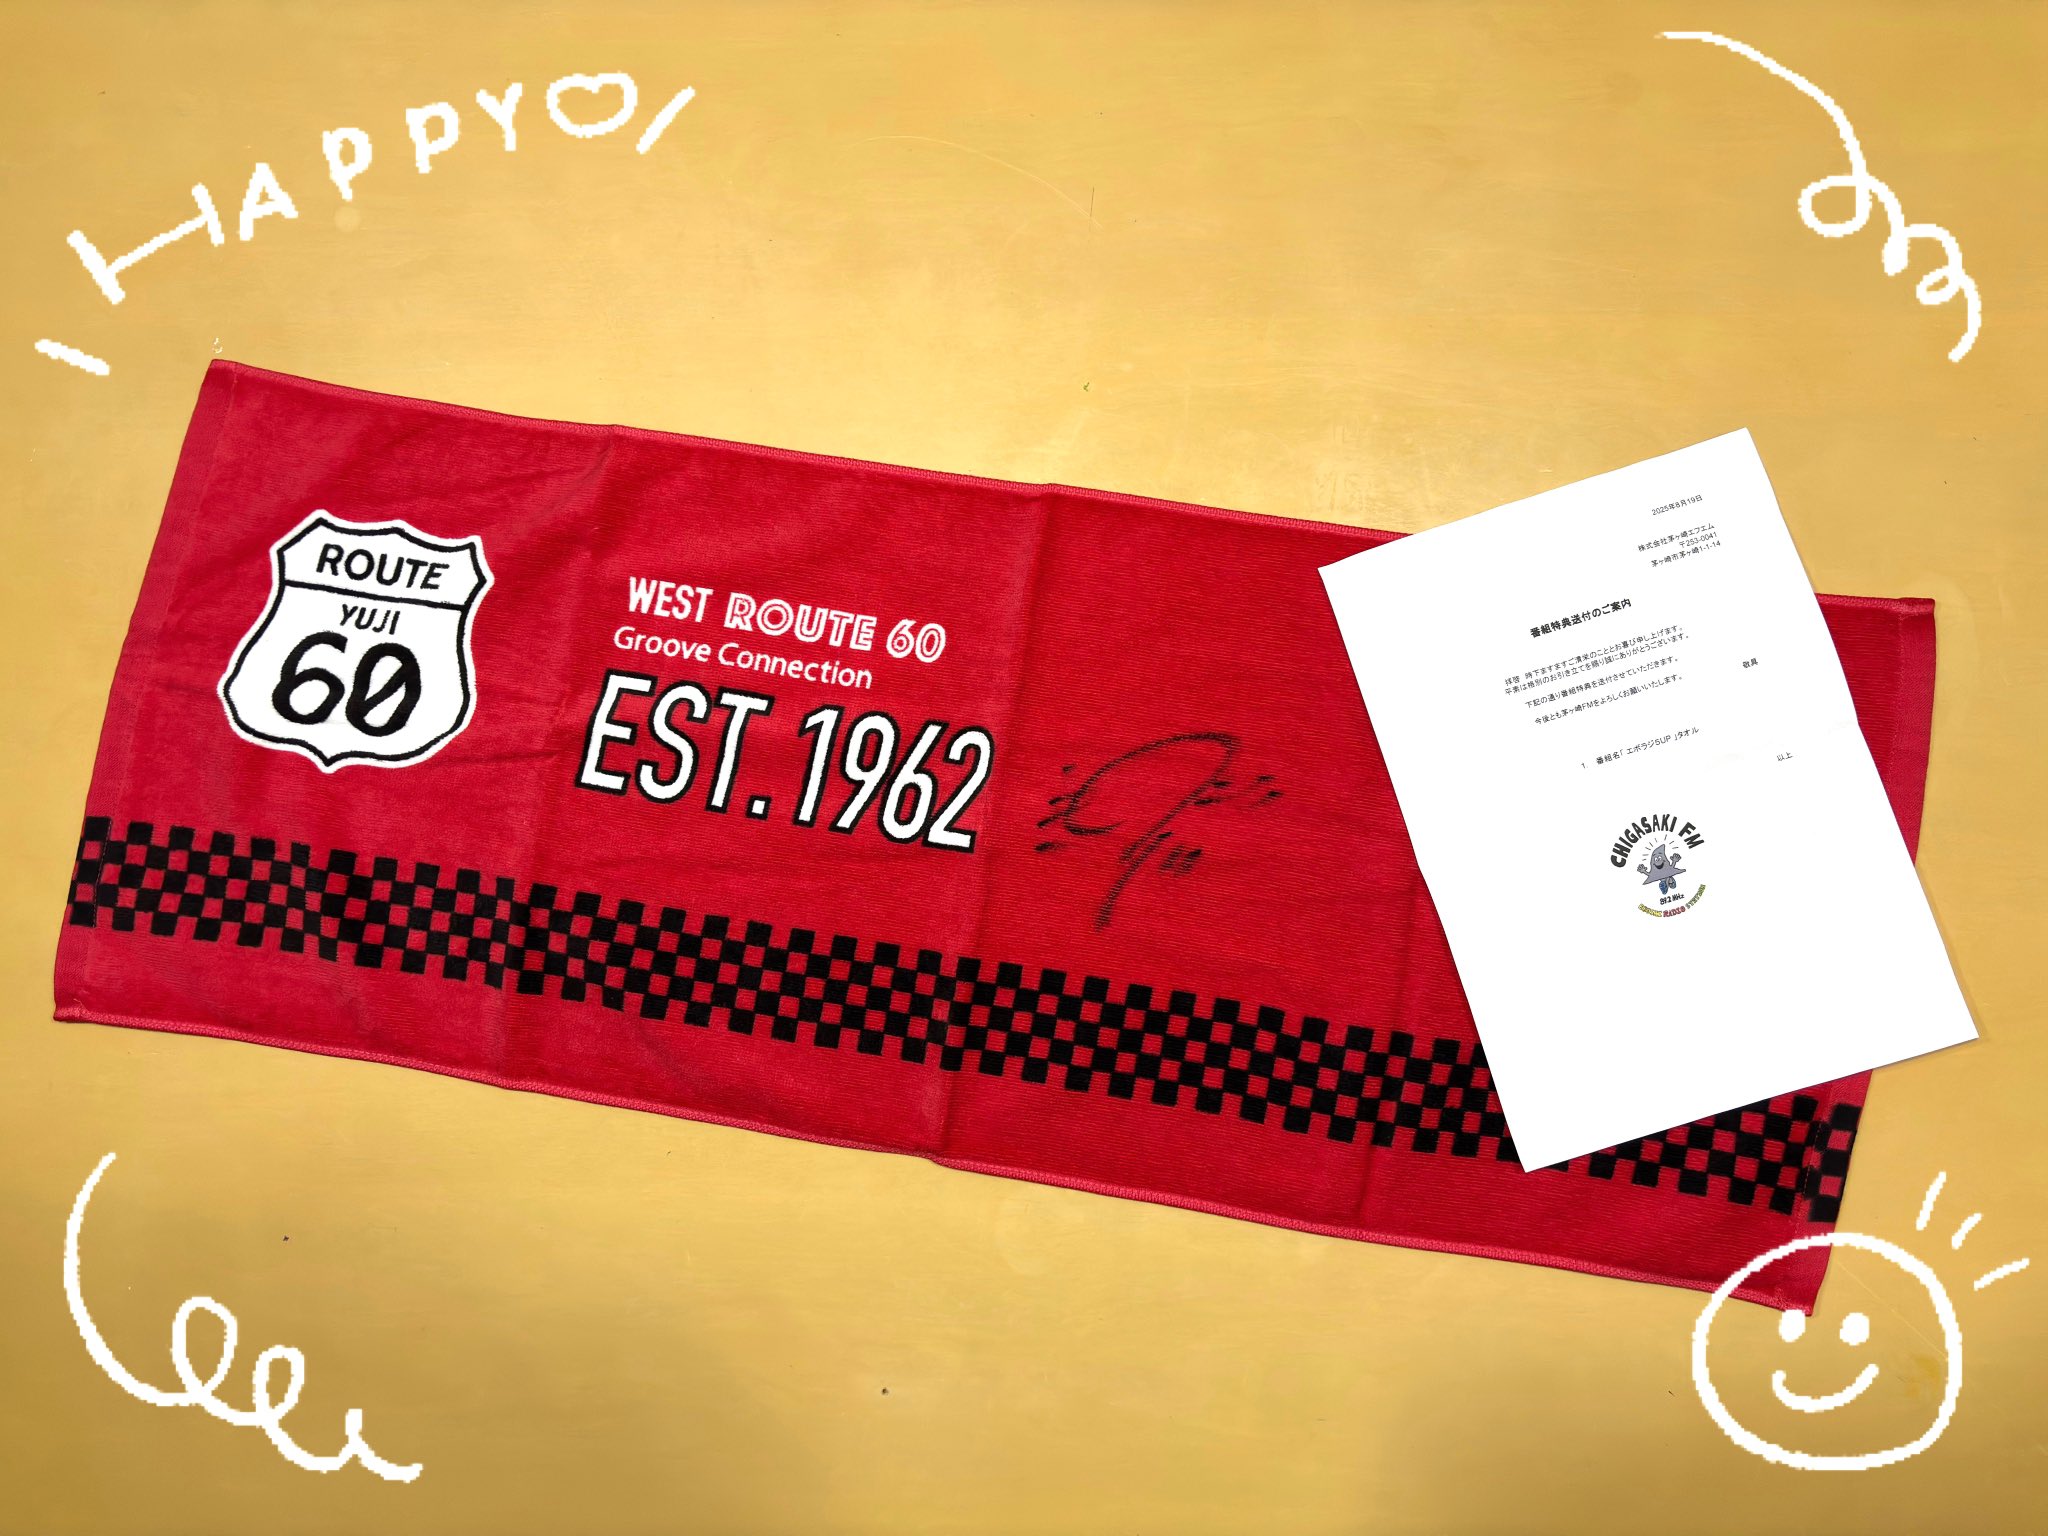 HAPPY
ROUTE
YUJI
60
WEST ROUTE 60
Groove Connection
EST. 1962
2025年8月19日
株式会社茅ヶ崎エフエム
〒253-0041
茅ヶ崎市茅ヶ崎1-1-14
番組特典送付のご案内
拝啓 時下ますますご清栄のこととお喜び申し上げます。
平素は格別のお引き立てを賜り誠にありがとうございます。
下記の通り番組特典を送付させていただきます。
今後とも茅ヶ崎FMをよろしくお願いいたします。
敬具
1. 番組名「エボラジSUP」タオル
以上
CHIGASAKI FM
RADIO